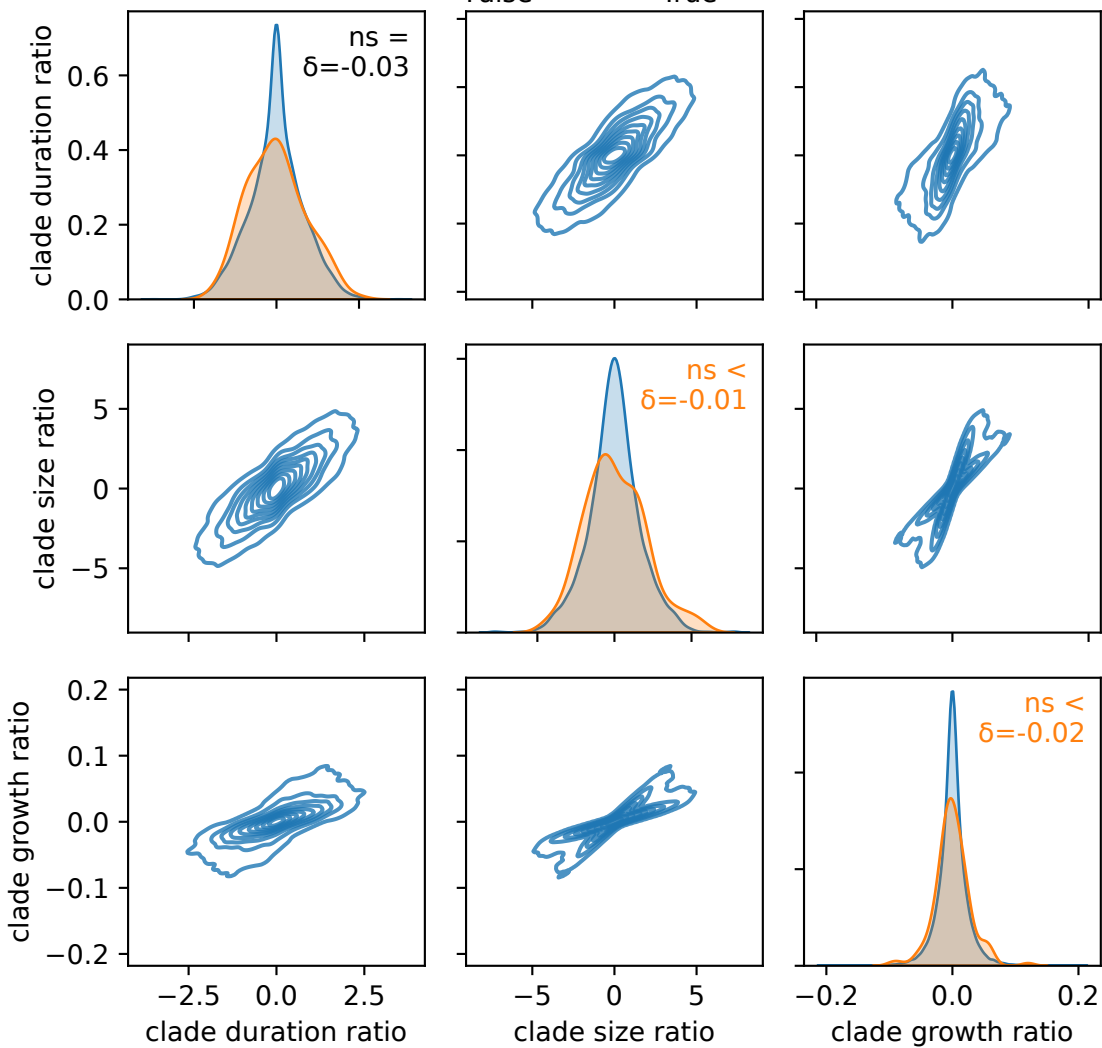 clade duration ratio
0.6
0.4
0.2
0.0
ns =
δ=-0.03
clade size ratio
5
0
−5
ns <
δ=-0.01
clade growth ratio
0.2
0.1
0.0
−0.1
−0.2
ns <
δ=-0.02
−2.5 0.0 2.5
−5 0 5
−0.2 0.0 0.2
clade duration ratio
clade size ratio
clade growth ratio